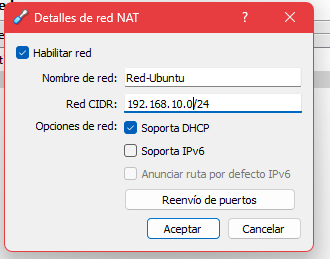 Detalles de red NAT
Habilitar red
Nombre de red: Red-Ubuntu
Red CIDR: 192.168.10.0/24
Opciones de red: Soporta DHCP
Soporta IPv6
Anunciar ruta por defecto IPv6
Reenvío de puertos
Aceptar Cancelar